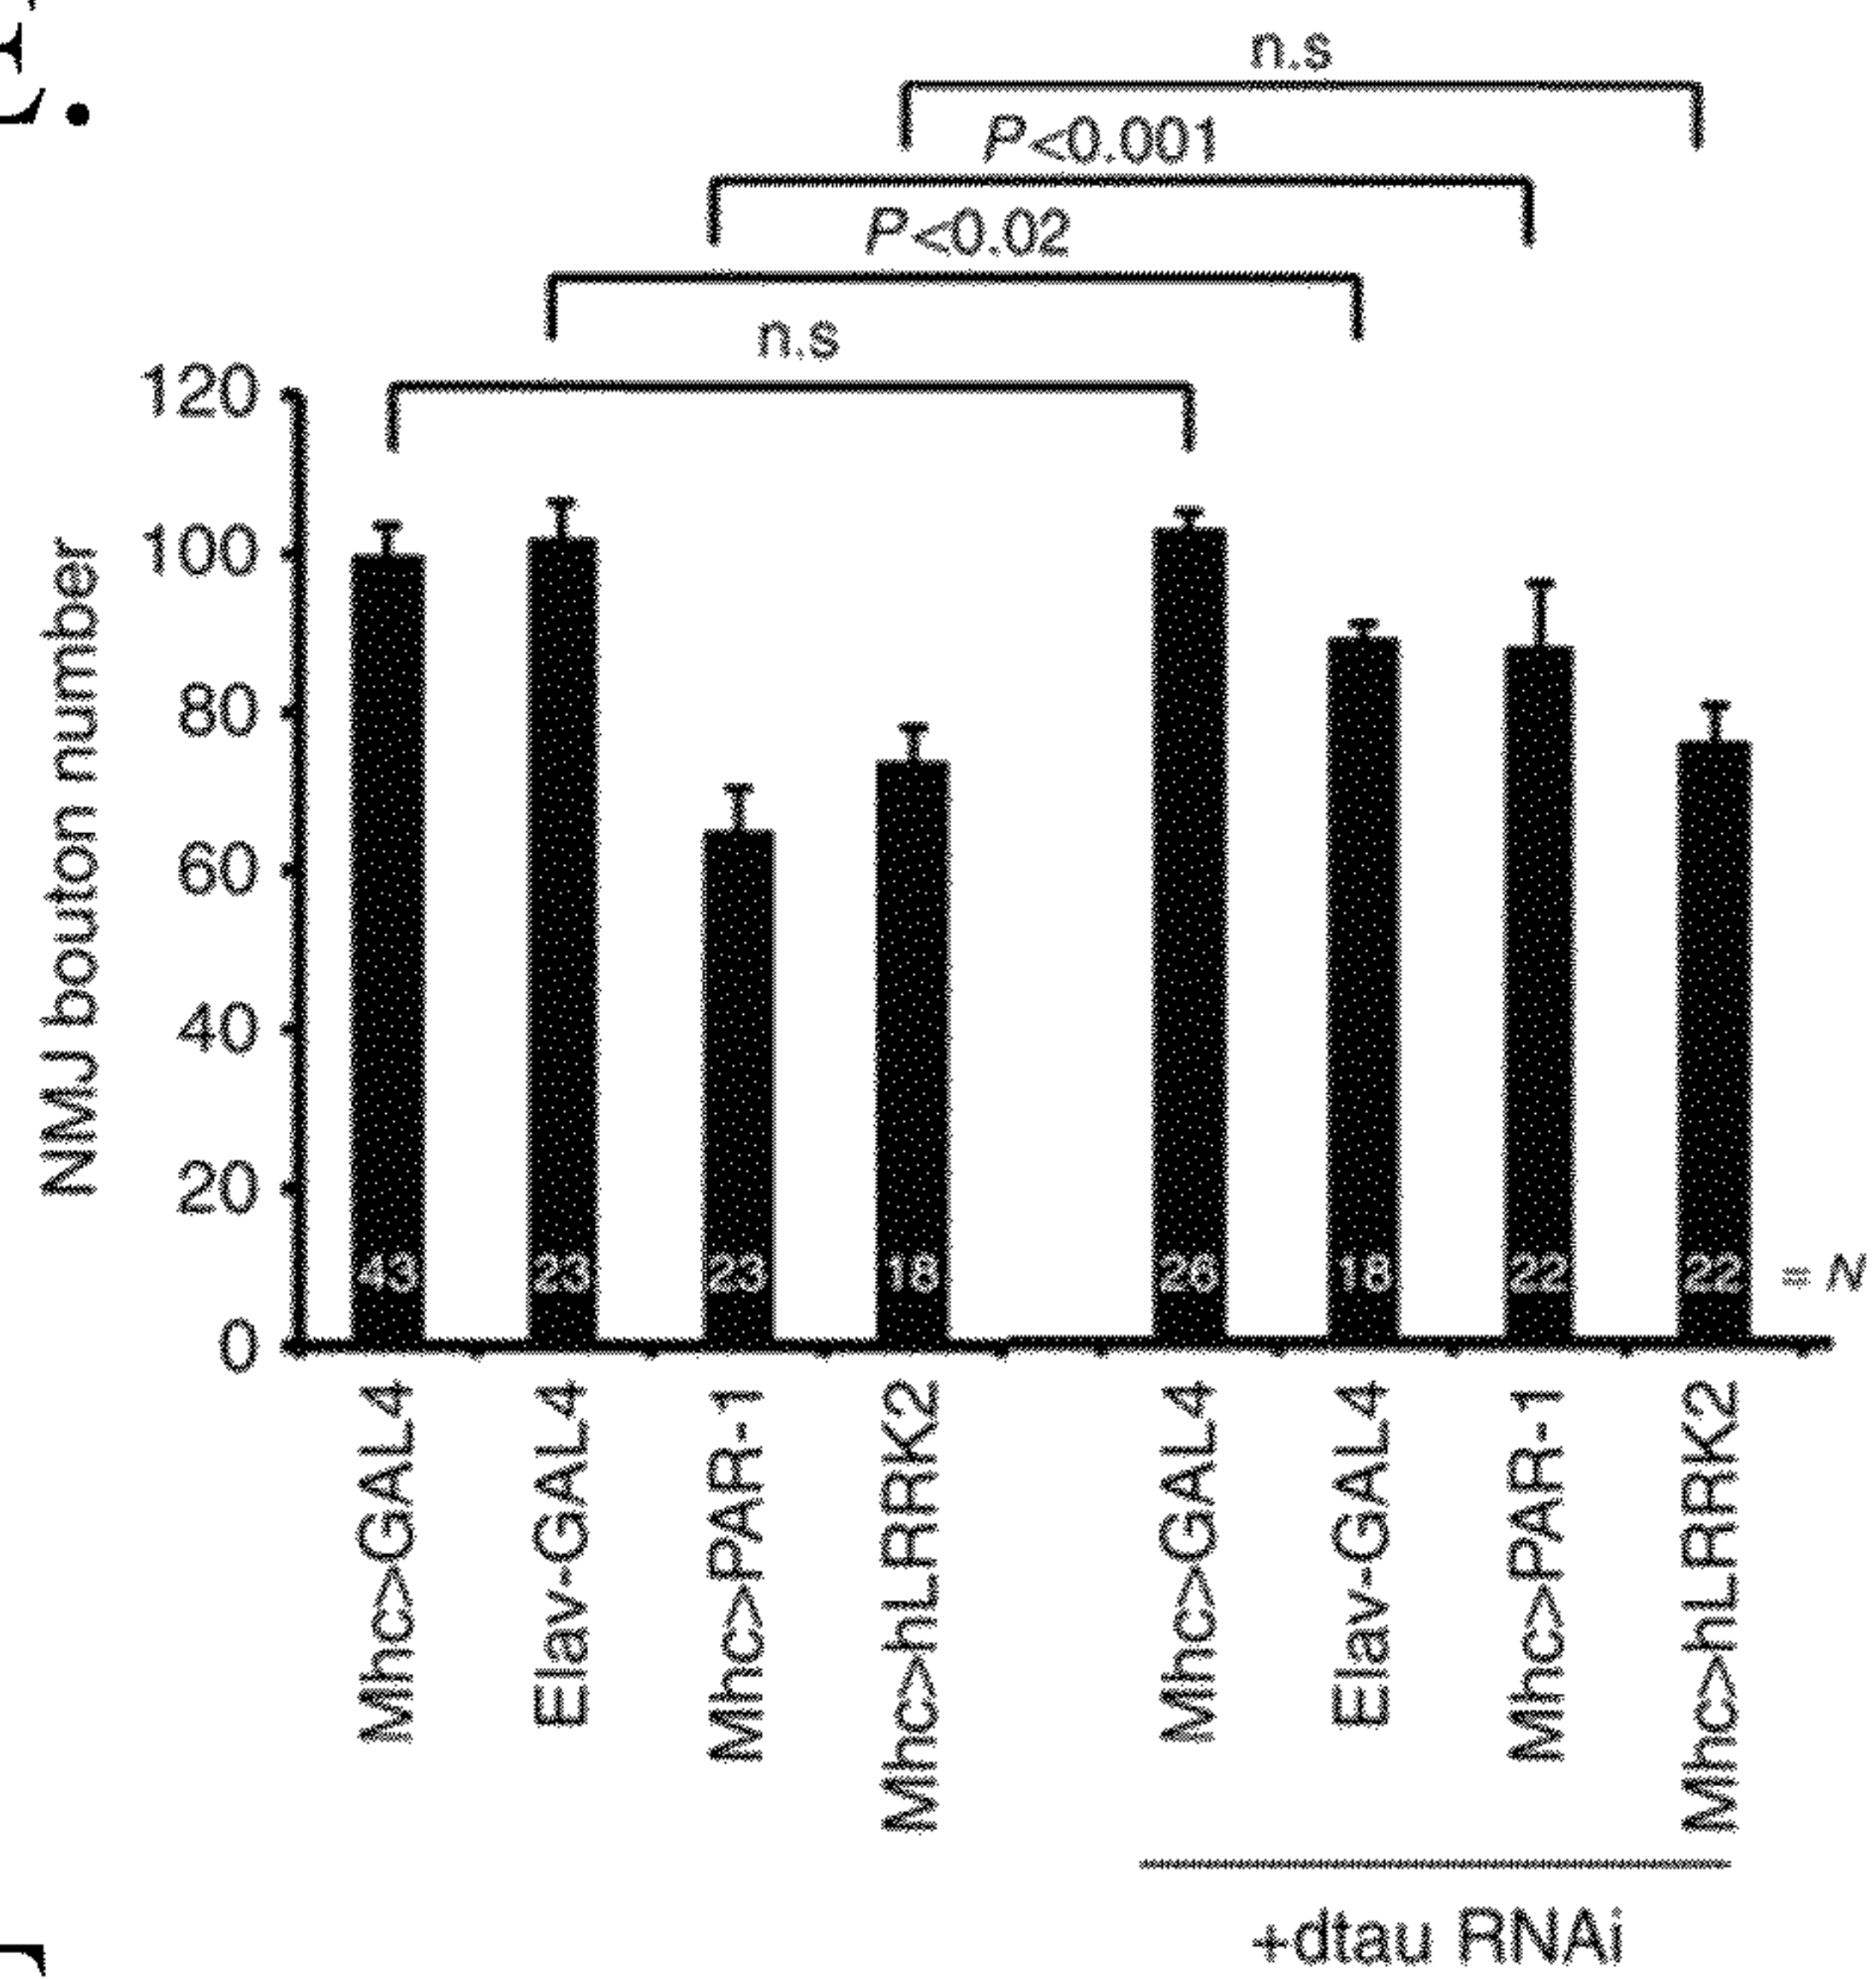 E.
n.s
P<0.001
P<0.02
n.s
NMJ bouton number
120
100
80
60
40
20
0
43 23 23 18 26 18 22 22 = N
Mhc>GAL4
Elav-GAL4
Mhc>PAR-1
Mhc>hLRRK2
Mhc>GAL4
Elav-GAL4
Mhc>PAR-1
Mhc>hLRRK2
+dtau RNAi